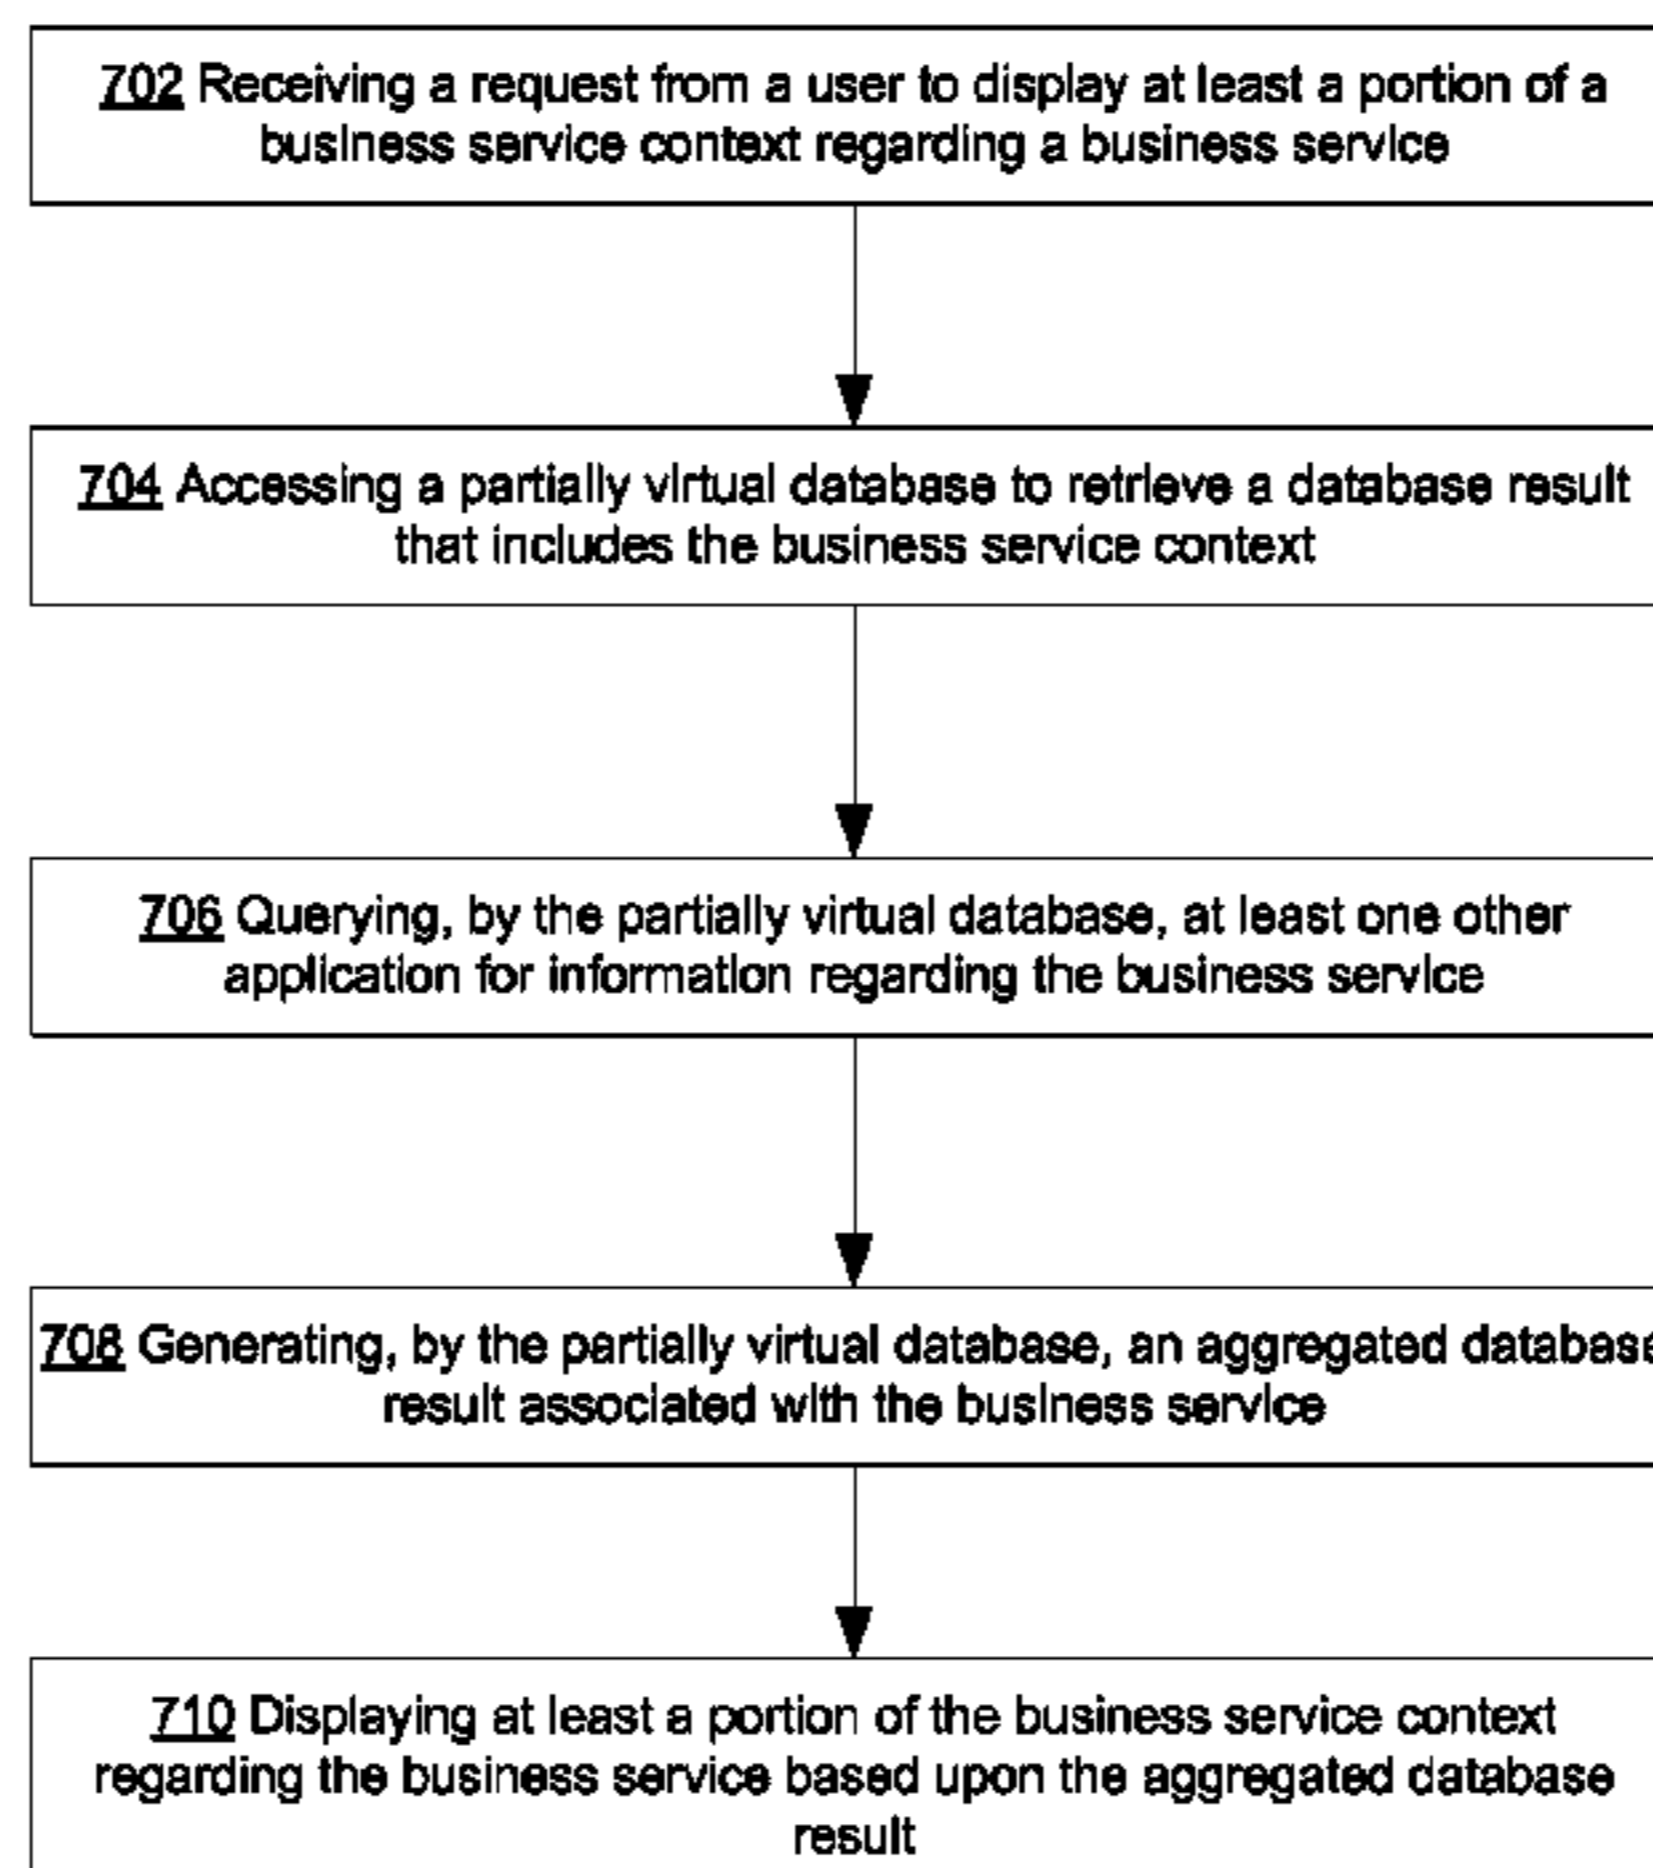 702 Receiving a request from a user to display at least a portion of a
business service context regarding a business service
704 Accessing a partially virtual database to retrieve a database result
that includes the business service context
706 Querying, by the partially virtual database, at least one other
application for information regarding the business service
708 Generating, by the partially virtual database, an aggregated database
result associated with the business service
710 Displaying at least a portion of the business service context
regarding the business service based upon the aggregated database
result